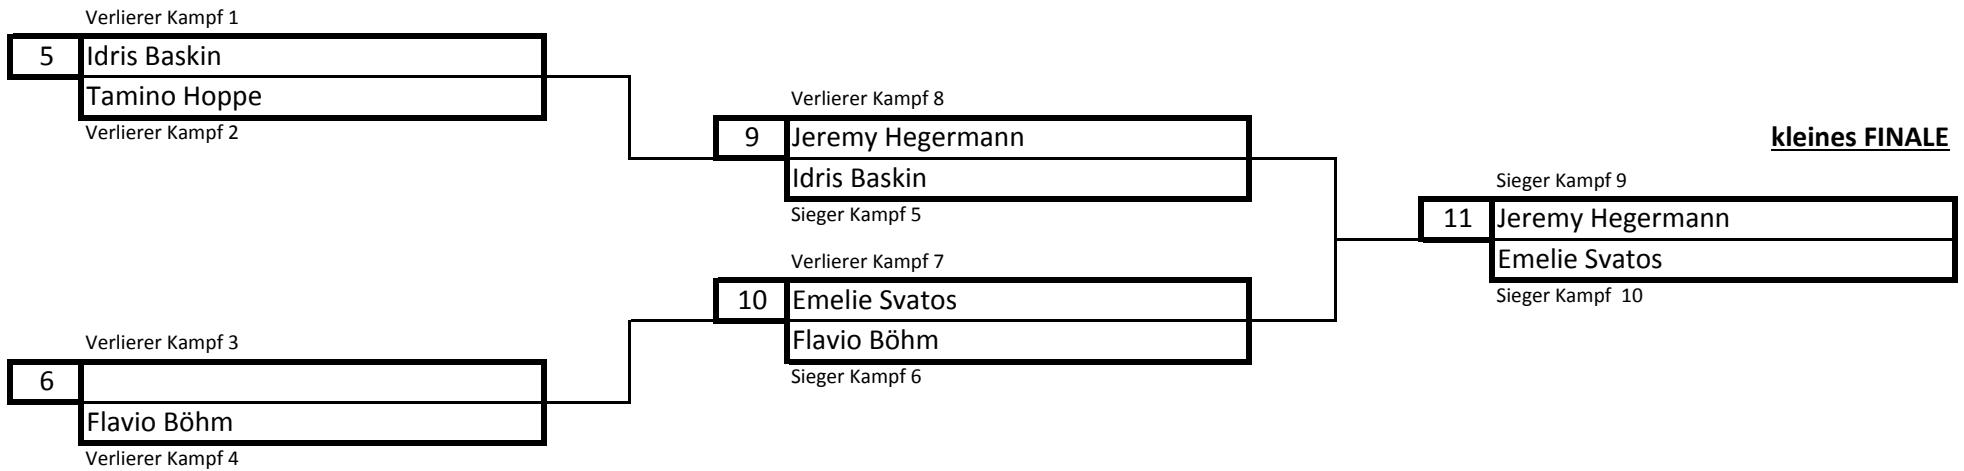 Verlierer Kampf 1
5 Idris Baskin
Tamino Hoppe
Verlierer Kampf 2
Verlierer Kampf 3
6
Flavio Böhm
Verlierer Kampf 4
Verlierer Kampf 8
9 Jeremy Hegermann
Idris Baskin
Sieger Kampf 5
Verlierer Kampf 7
10 Emelie Svatos
Flavio Böhm
Sieger Kampf 6
kleines FINALE
Sieger Kampf 9
11 Jeremy Hegermann
Emelie Svatos
Sieger Kampf 10